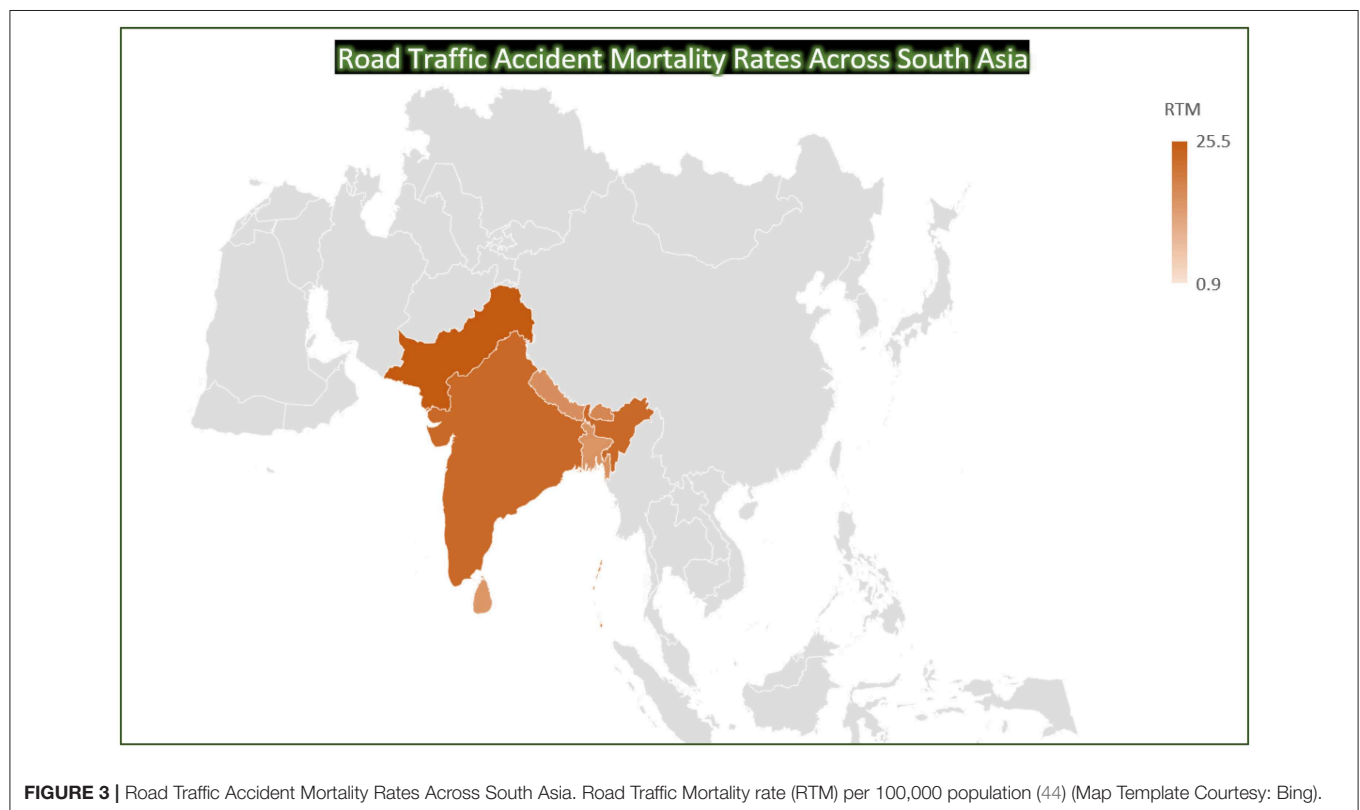 Road Traffic Accident Mortality Rates Across South Asia
RTM
25.5
0.9
FIGURE 3 | Road Traffic Accident Mortality Rates Across South Asia. Road Traffic Mortality rate (RTM) per 100,000 population (44) (Map Template Courtesy: Bing).